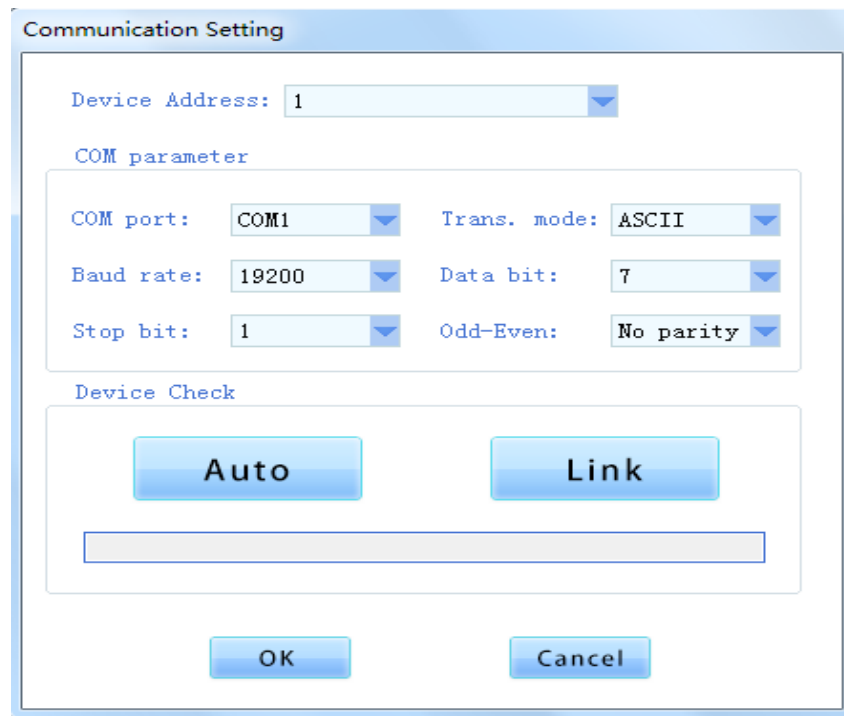 Communication Setting
Device Address: 1
COM parameter
COM port: COM1 Trans. mode: ASCII
Baud rate: 19200 Data bit: 7
Stop bit: 1 Odd-Even: No parity
Device Check
Auto Link
OK Cancel